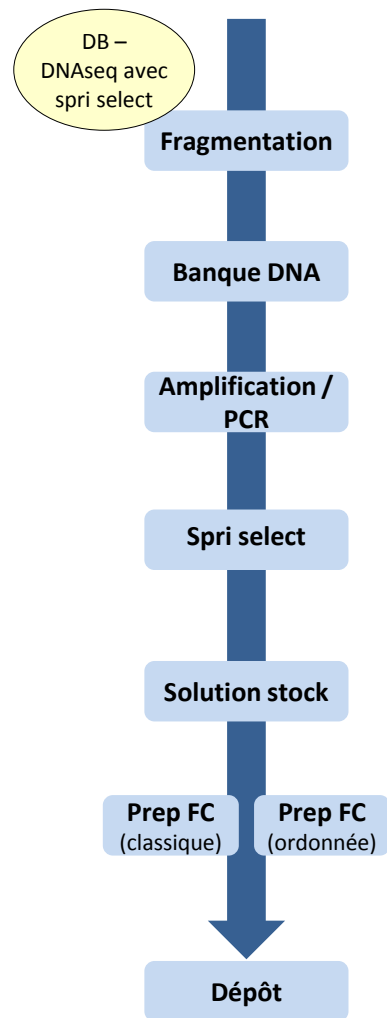 DB –
DNAseq avec
spri select
Fragmentation
Banque DNA
Amplification /
PCR
Spri select
Solution stock
Prep FC
(classique)
Prep FC
(ordonnée)
Dépôt